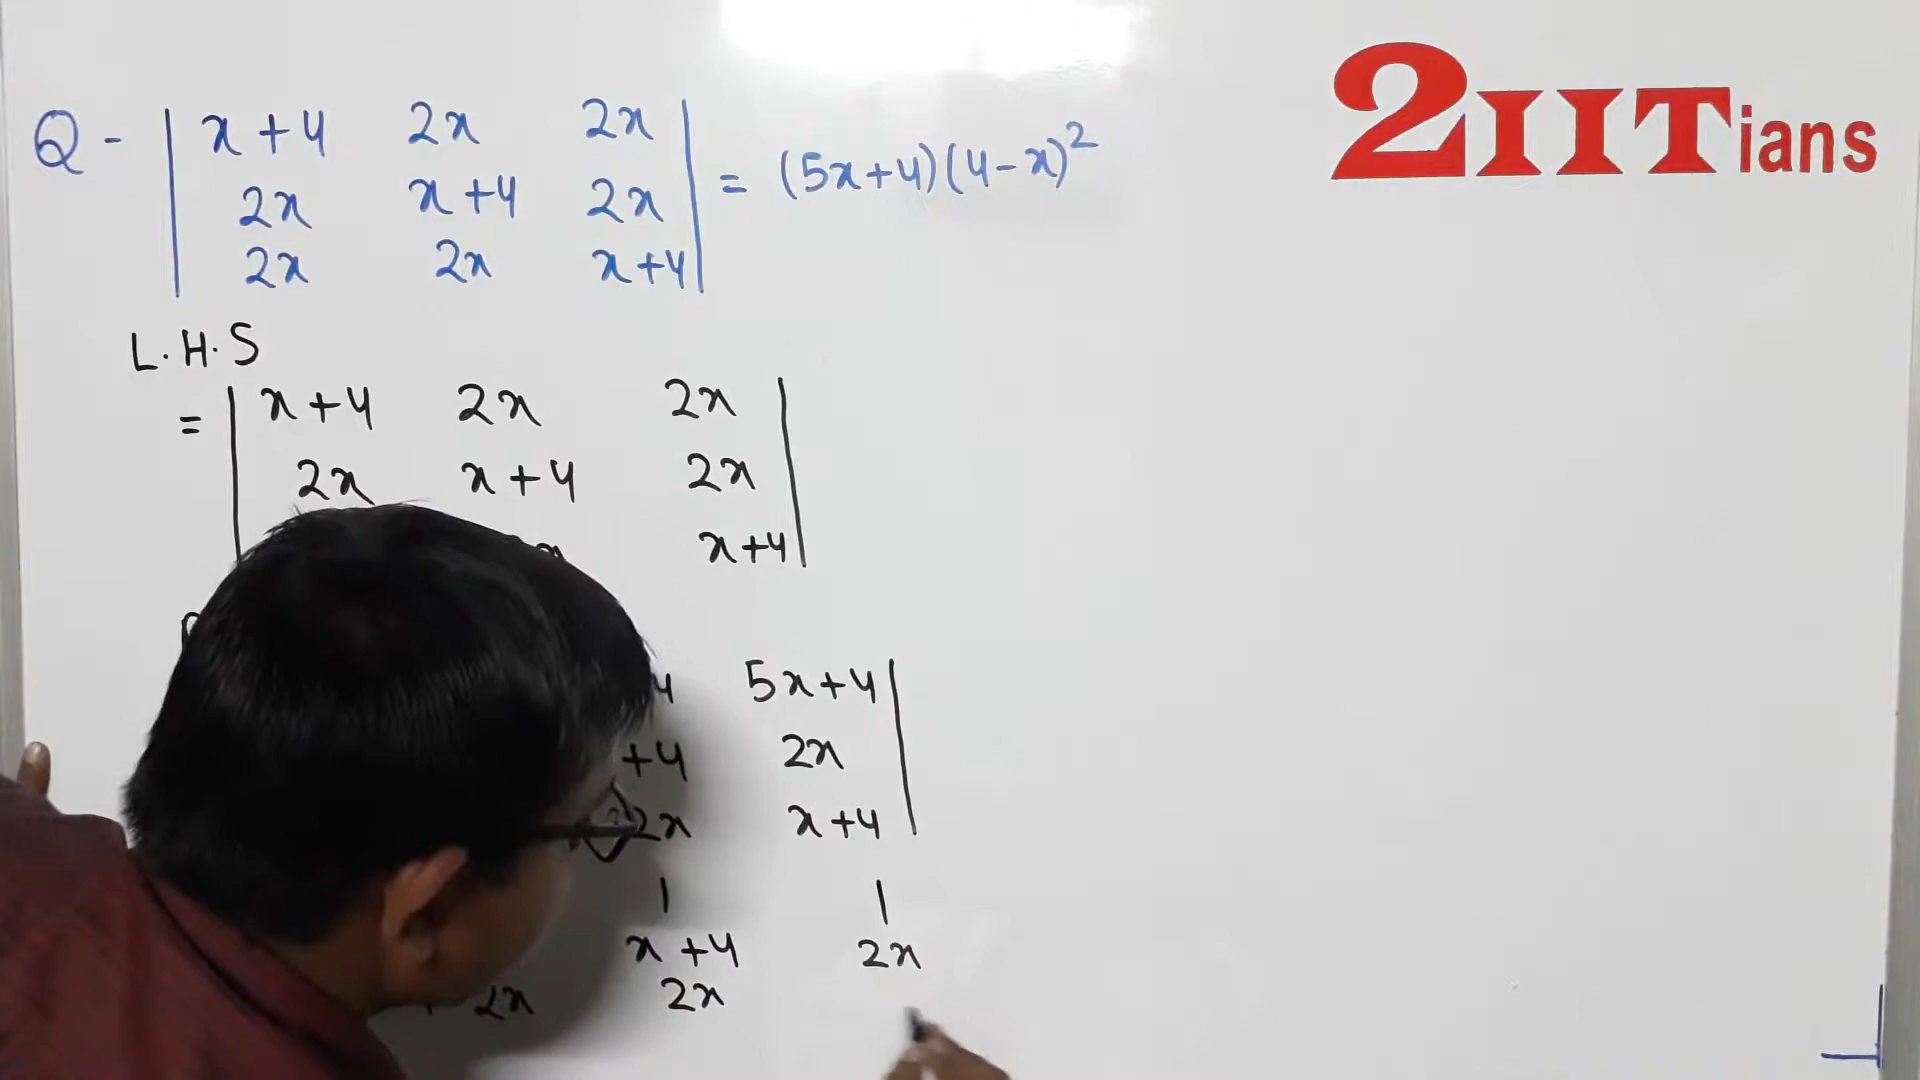 2IITians
Q - | x+4 2x 2x | = (5x+4)(4-x)²
| 2x x+4 2x |
| 2x 2x x+4 |
L.H.S
= | x+4 2x 2x |
| 2x x+4 2x |
x+4 |
4 5x+4 |
+4 2x |
2x x+4 |
1 1
x+4 2x
2x 2x